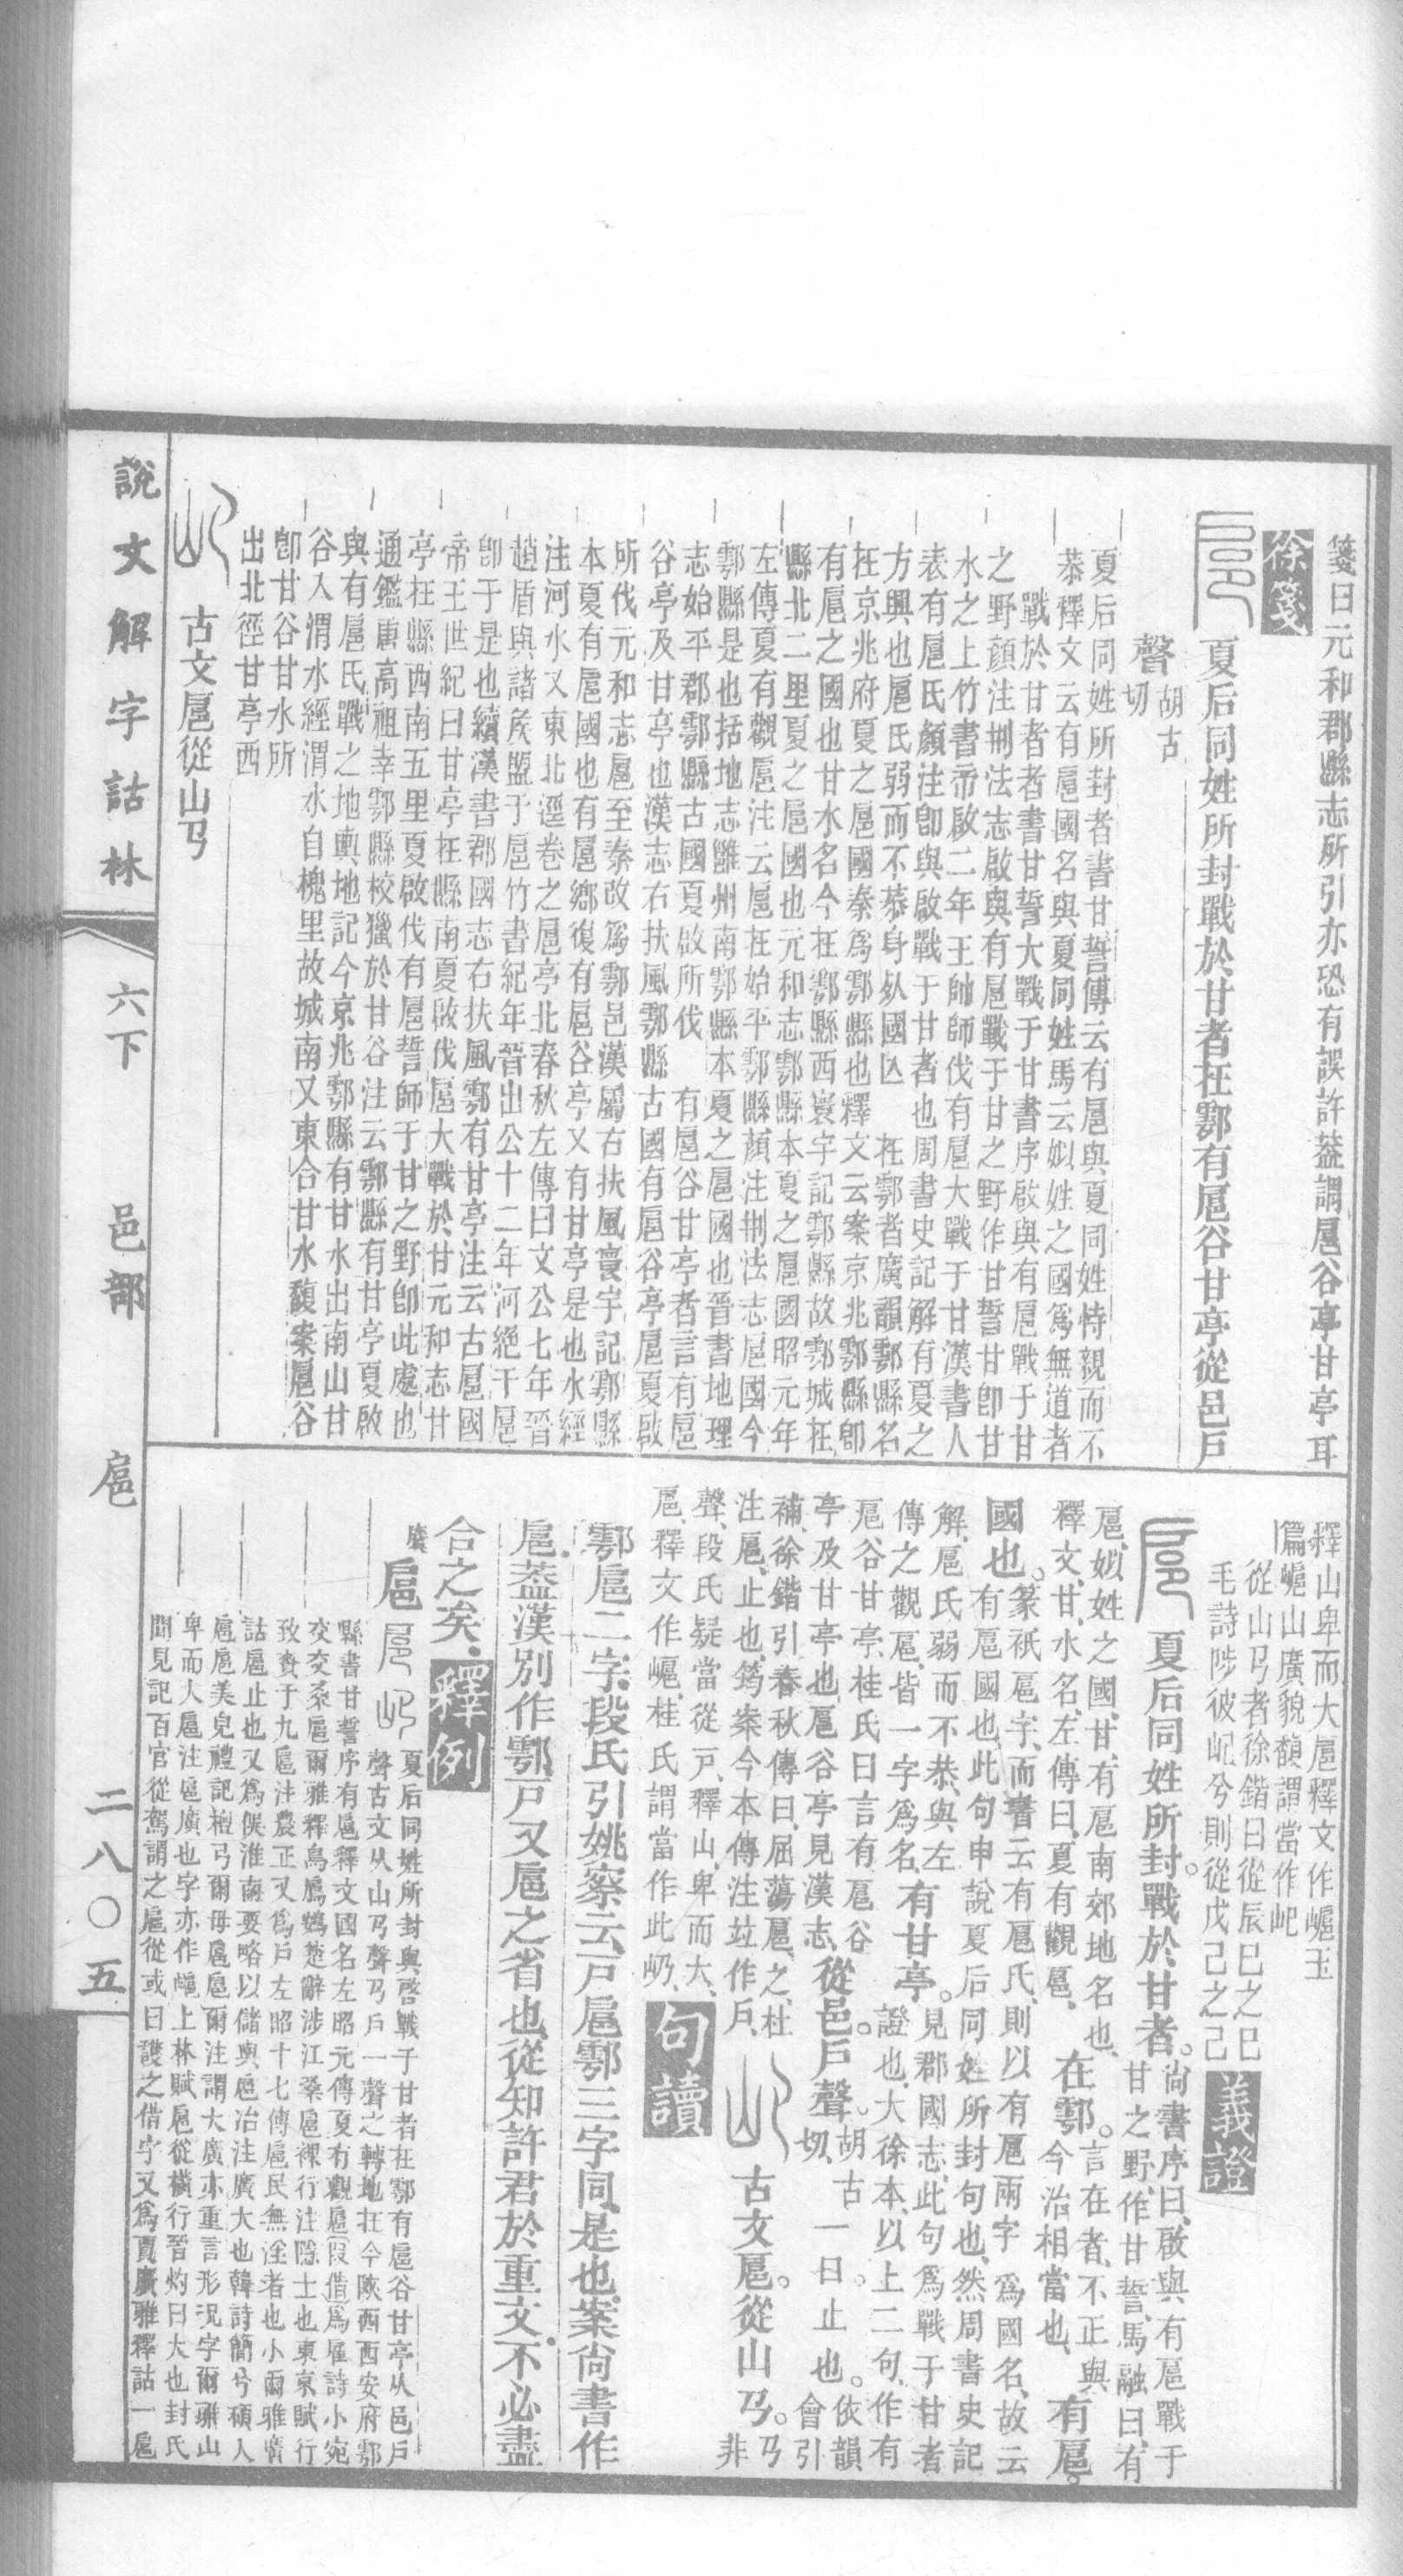 箋曰元和郡縣志所引亦恐有誤許葢謂扈谷亭甘亭耳
徐箋
夏后同姓所封戰於甘者在鄠有扈谷甘亭從邑戶
聲胡古切
夏后同姓所封者書甘誓傳云有扈與夏同姓恃親而不
恭釋文云有扈國名與夏同姓馬云姒姓之國爲無道者
戰於甘者者書甘誓大戰于甘書序啟與有扈戰于甘
之野顏注刑法志啟與有扈戰于甘之野作甘誓甘卽甘
水之上竹書帝啟二年王帥師伐有扈大戰于甘漢書人
表有扈氏顏注卽與啟戰于甘者也周書史記解有夏之
方興也扈氏弱而不恭身死國亾 在鄠者廣韻鄠縣名
在京兆府夏之扈國秦爲鄠縣也釋文云案京兆鄠縣卽
有扈之國也甘水名今在鄠縣西寰宇記鄠縣故鄠城在
縣北二里夏之扈國也元和志鄠縣本夏之扈國昭元年
左傳夏有觀扈注云扈在始平鄠縣顏注刑法志扈國今
鄠縣是也括地志雝州南鄠縣本夏之扈國也晉書地理
志始平郡鄠縣古國夏啟所伐 有扈谷甘亭者言有扈
谷亭及甘亭也漢志右扶風鄠縣古國有扈谷亭扈夏啟
所伐元和志扈至秦改爲鄠邑漢屬右扶風寰宇記鄠縣
本夏有扈國也有扈鄉復有扈谷亭又有甘亭是也水經
注河水又東北逕卷之扈亭北春秋左傳曰文公七年晉
趙盾與諸侯盟于扈竹書紀年晉出公十二年河絕于扈
卽于是也續漢書郡國志右扶風鄠有甘亭注云古扈國
帝王世紀曰甘亭在縣南夏啟伐扈大戰於甘元和志甘
亭在縣西南五里夏啟伐有扈誓師于甘之野卽此處也
通鑑唐高祖幸鄠縣校獵於甘谷注云鄠縣有甘亭夏啟
與有扈氏戰之地輿地記今京兆鄠縣有甘水出南山甘
谷入渭水經渭水自槐里故城南又東合甘水馥案扈谷
卽甘谷甘水所
出北徑甘亭西
古文扈從山𢎘
釋山卑而大扈釋文作㟙玉
篇㟙山廣貌馥謂當作屺
從山𢎘者徐鍇曰從辰巳之巳
毛詩陟彼屺兮則從戊己之己
義證
夏后同姓所封。戰於甘者。尚書序曰、啟與有扈戰于
甘之野、作甘誓、馬融曰、有
扈、姒姓之國、甘、有扈南郊地名也、
釋文、甘、水名、左傳曰、夏有觀扈、在鄠。言在者、不正與
今治相當也、有扈。
國也。篆祇扈字、而書云有扈氏、則以有扈兩字爲國名、故云
有扈國也、此句申說夏后同姓所封句也、然周書史記
解、扈氏弱而不恭、與左
傳之觀扈、皆一字爲名、有甘亭。見郡國志、此句爲戰于甘者
證也、大徐本、以上二句、作有
扈谷甘亭、桂氏曰言有扈谷
亭及甘亭也扈谷亭見漢志、從邑。戶聲。胡古切、一曰。止也。依韻會引
補、徐鍇引春秋傳曰、屈蕩扈之、杜
注扈、止也、筠案今本傳注竝作戶、古文扈。從山𢎘。𢎘非
聲、段氏疑當從戶、釋山、卑而大、
扈、釋文作㟙、桂氏謂當作此屺、
句讀
鄠扈二字、段氏引姚察云、戶扈鄠三字同、是也、案尚書作
扈、葢漢別作鄠戶、又扈之省也、從知許君於重文、不必盡
合之矣、
釋例
扈
夏后同姓所封與啓戰于甘者在鄠有扈谷甘亭从邑戶
聲古文从山𢎘聲𢎘戶一聲之轉地在今陝西西安府鄠
縣書甘誓序有扈釋文國名左昭元傳夏有觀扈叚借爲雇詩小宛
交交桑扈爾雅釋鳥鳸鴳楚辭涉江桑扈裸行注隱士也東京賦行
致賚于九扈注農正又爲戶左昭十七傳扈民無淫者也小爾雅廣
詁扈止也又爲俁淮南要略以儲與扈冶注廣大也韓詩簡兮碩人
扈扈美皃禮記檀弓爾毋扈扈爾注謂大廣亦重言形況字爾雅山
卑而大扈注扈廣也字亦作㟙上林賦扈從橫行晉灼曰大也封氏
聞見記百官從駕謂之扈從或曰護之借字又爲賈廣雅釋詁一扈
說文解字詁林
六下
邑部
扈
二八〇五